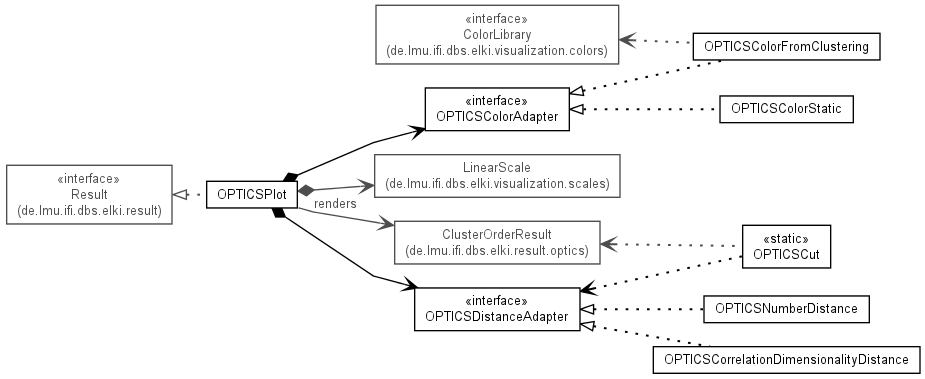 «interface»
ColorLibrary
(de.lmu.ifi.dbs.elki.visualization.colors)
OPTICSColorFromClustering
«interface»
OPTICSColorAdapter
OPTICSColorStatic
«interface»
Result
(de.lmu.ifi.dbs.elki.result)
OPTICSPlot
renders
LinearScale
(de.lmu.ifi.dbs.elki.visualization.scales)
ClusterOrderResult
(de.lmu.ifi.dbs.elki.result.optics)
«static»
OPTICSCut
«interface»
OPTICSDistanceAdapter
OPTICSNumberDistance
OPTICSCorrelationDimensionalityDistance